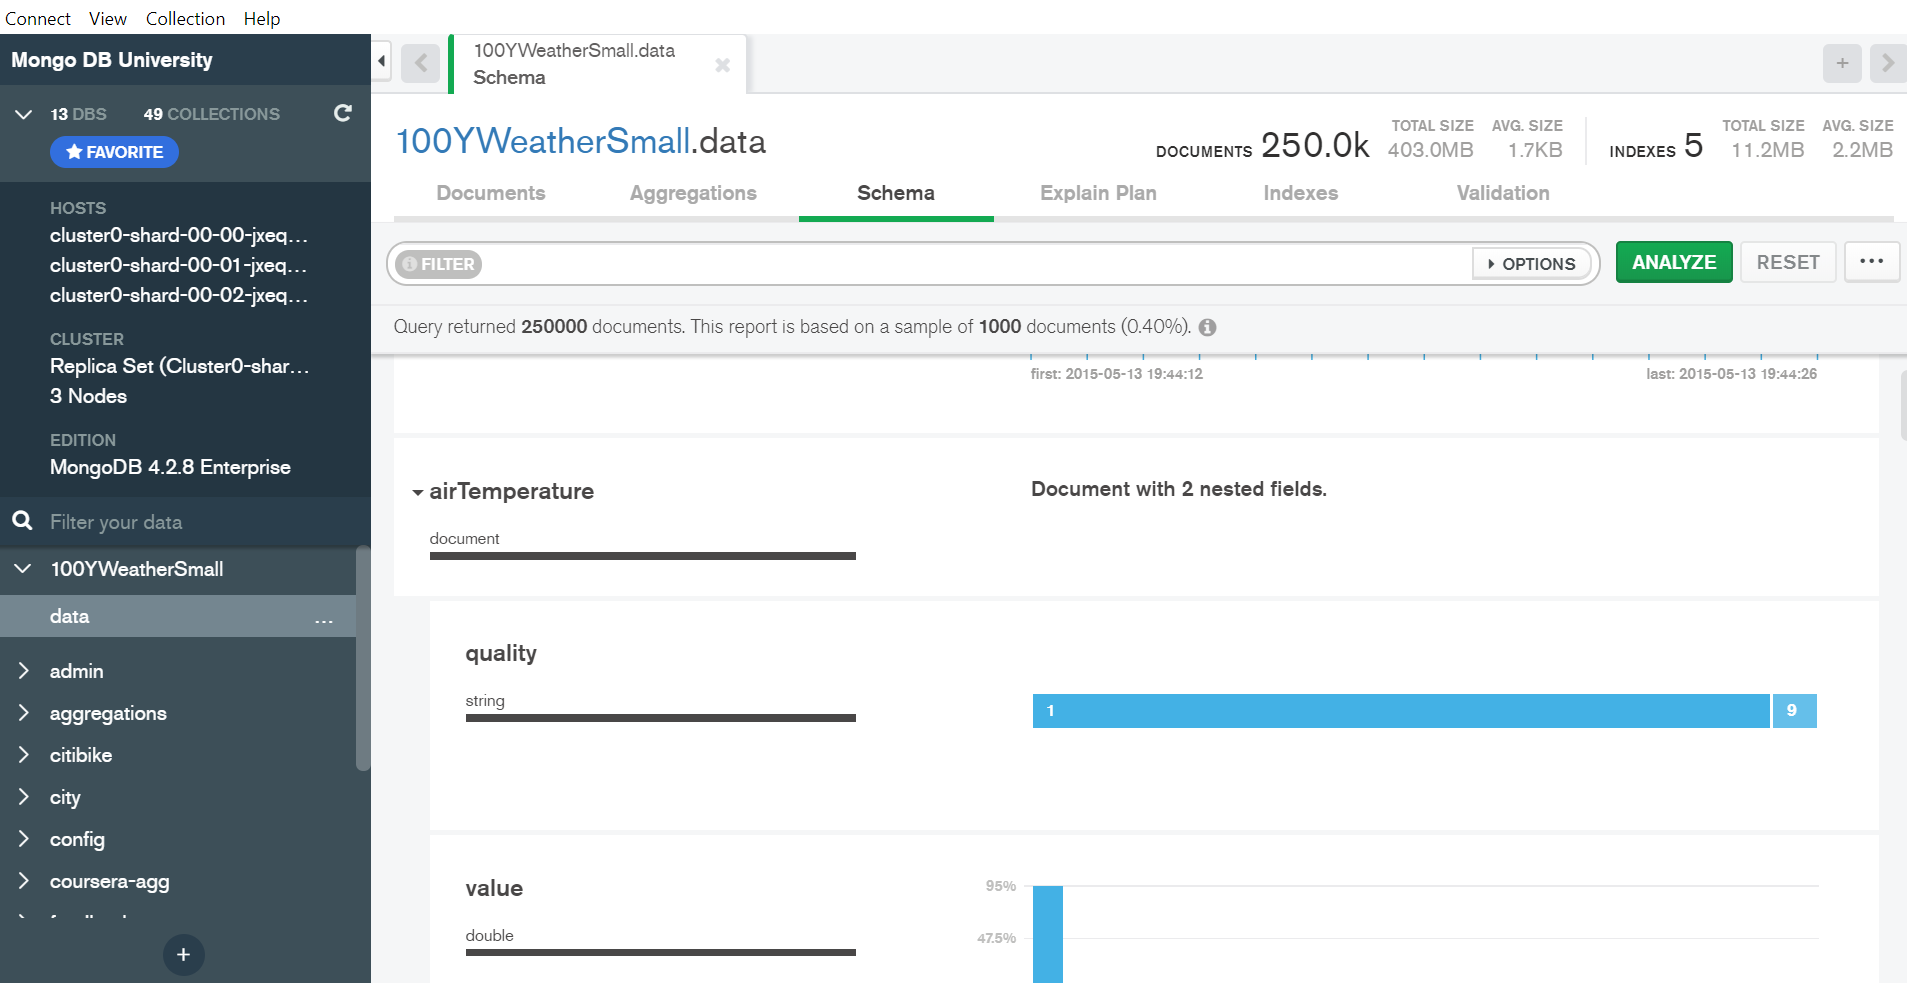 Connect View Collection Help
Mongo DB University
13 DBS 49 COLLECTIONS
FAVORITE
HOSTS
cluster0-shard-00-00-jxeq...
cluster0-shard-00-01-jxeq...
cluster0-shard-00-02-jxeq...
CLUSTER
Replica Set (Cluster0-shar...
3 Nodes
EDITION
MongoDB 4.2.8 Enterprise
Filter your data
100YWeatherSmall
data ...
admin
aggregations
citibike
city
config
coursera-agg
+
100YWeatherSmall.data
Schema
100YWeatherSmall.data
DOCUMENTS 250.0k TOTAL SIZE 403.0MB AVG. SIZE 1.7KB
INDEXES 5 TOTAL SIZE 11.2MB AVG. SIZE 2.2MB
Documents Aggregations Schema Explain Plan Indexes Validation
FILTER OPTIONS ANALYZE RESET ...
Query returned 250000 documents. This report is based on a sample of 1000 documents (0.40%).
first: 2015-05-13 19:44:12 last: 2015-05-13 19:44:26
airTemperature Document with 2 nested fields.
document
quality
string 1 9
value 95%
double 47.5%